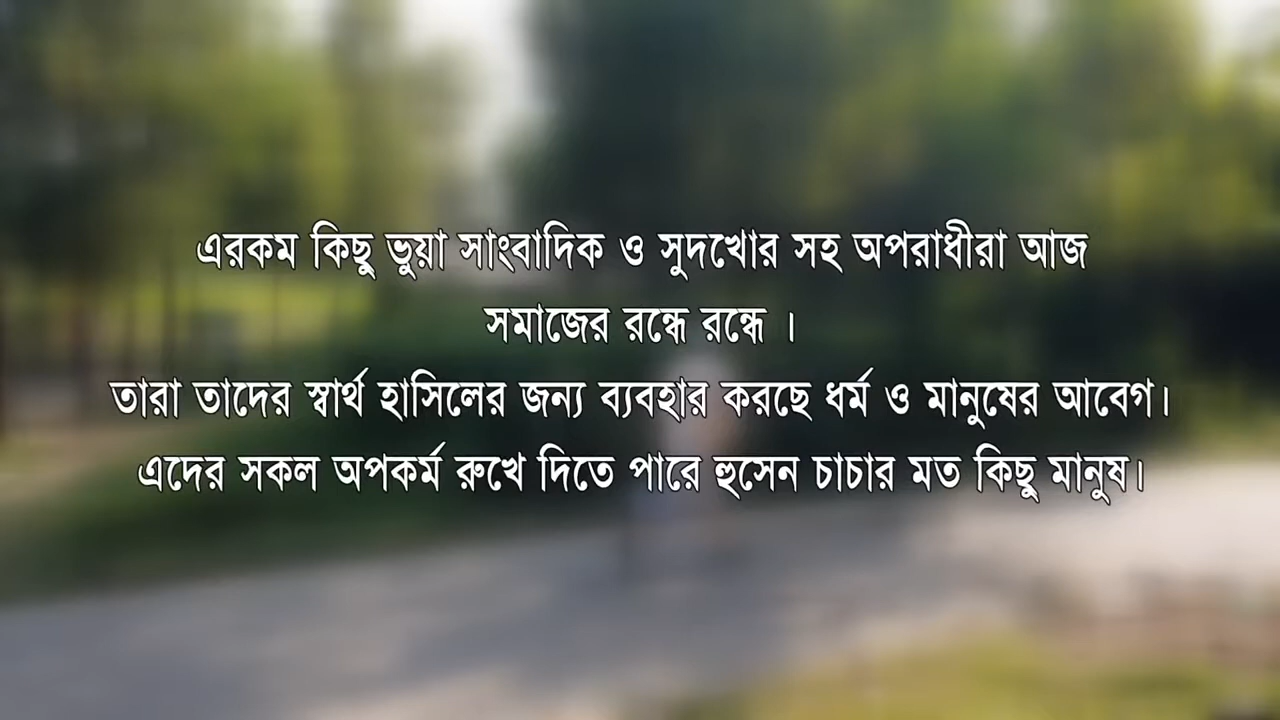 এরকম কিছু ভুয়া সাংবাদিক ও সুদখোর সহ অপরাধীরা আজ
সমাজের রন্ধে রন্ধে ।
তারা তাদের স্বার্থ হাসিলের জন্য ব্যবহার করছে ধর্ম ও মানুষের আবেগ।
এদের সকল অপকর্ম রুখে দিতে পারে হুসেন চাচার মত কিছু মানুষ।